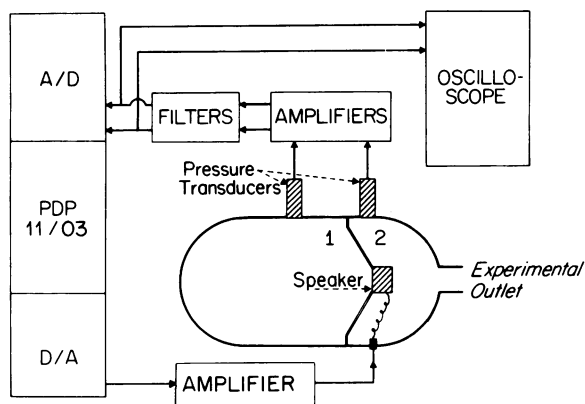 A/D
OSCILLO-
SCOPE
FILTERS
AMPLIFIERS
Pressure
Transducers
PDP
11/03
1
2
Speaker
Experimental
Outlet
D/A
AMPLIFIER